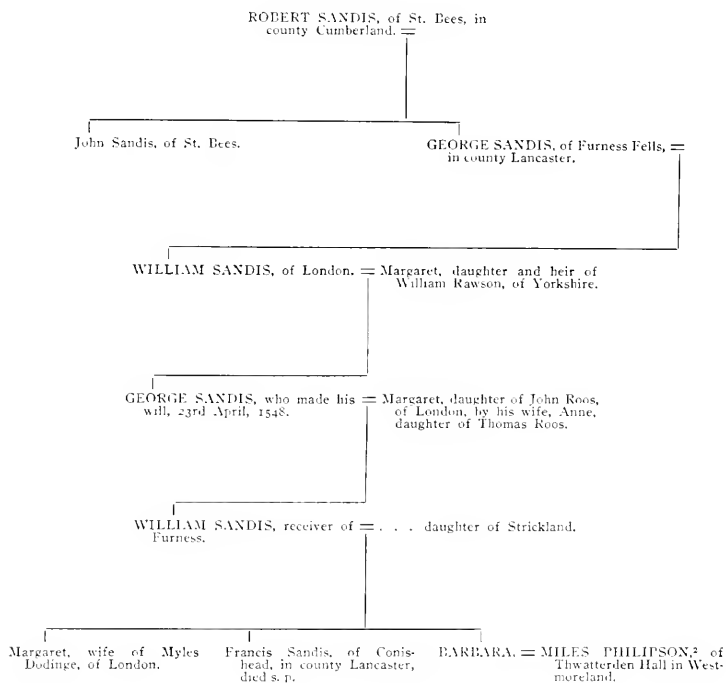 ROBERT SANDIS, of St. Bees, in
county Cumberland. =
John Sandis, of St. Bees.
GEORGE SANDIS, of Furness Fells, =
in county Lancaster.
WILLIAM SANDIS, of London. = Margaret, daughter and heir of
William Rawson, of Yorkshire.
GEORGE SANDIS, who made his = Margaret, daughter of John Roos,
will, 23rd April, 1548. of London, by his wife, Anne,
daughter of Thomas Roos.
WILLIAM SANDIS, receiver of = . . . daughter of Strickland.
Furness.
Margaret, wife of Myles
Dodinge, of London.
Francis Sandis, of Conis-
head, in county Lancaster,
died s. p.
BARBARA. = MILES PHILIPSON,² of
Thwatterden Hall in West-
moreland.